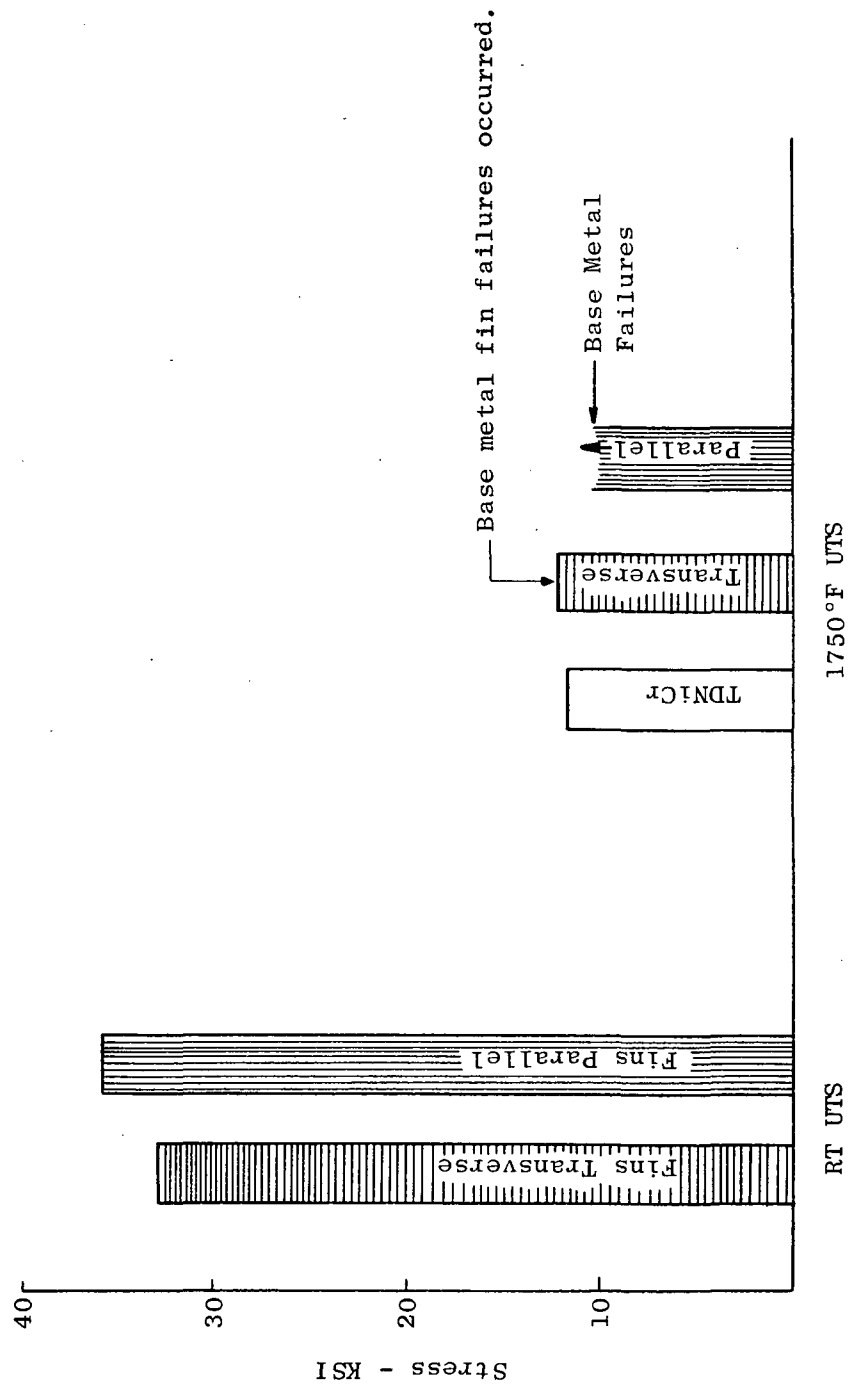 Stress - KSI
40
30
20
10
Fins Transverse
Fins Parallel
TDNiCr
Transverse
Parallel
Base metal fin failures occurred.
Base Metal
Failures
RT UTS
1750°F UTS